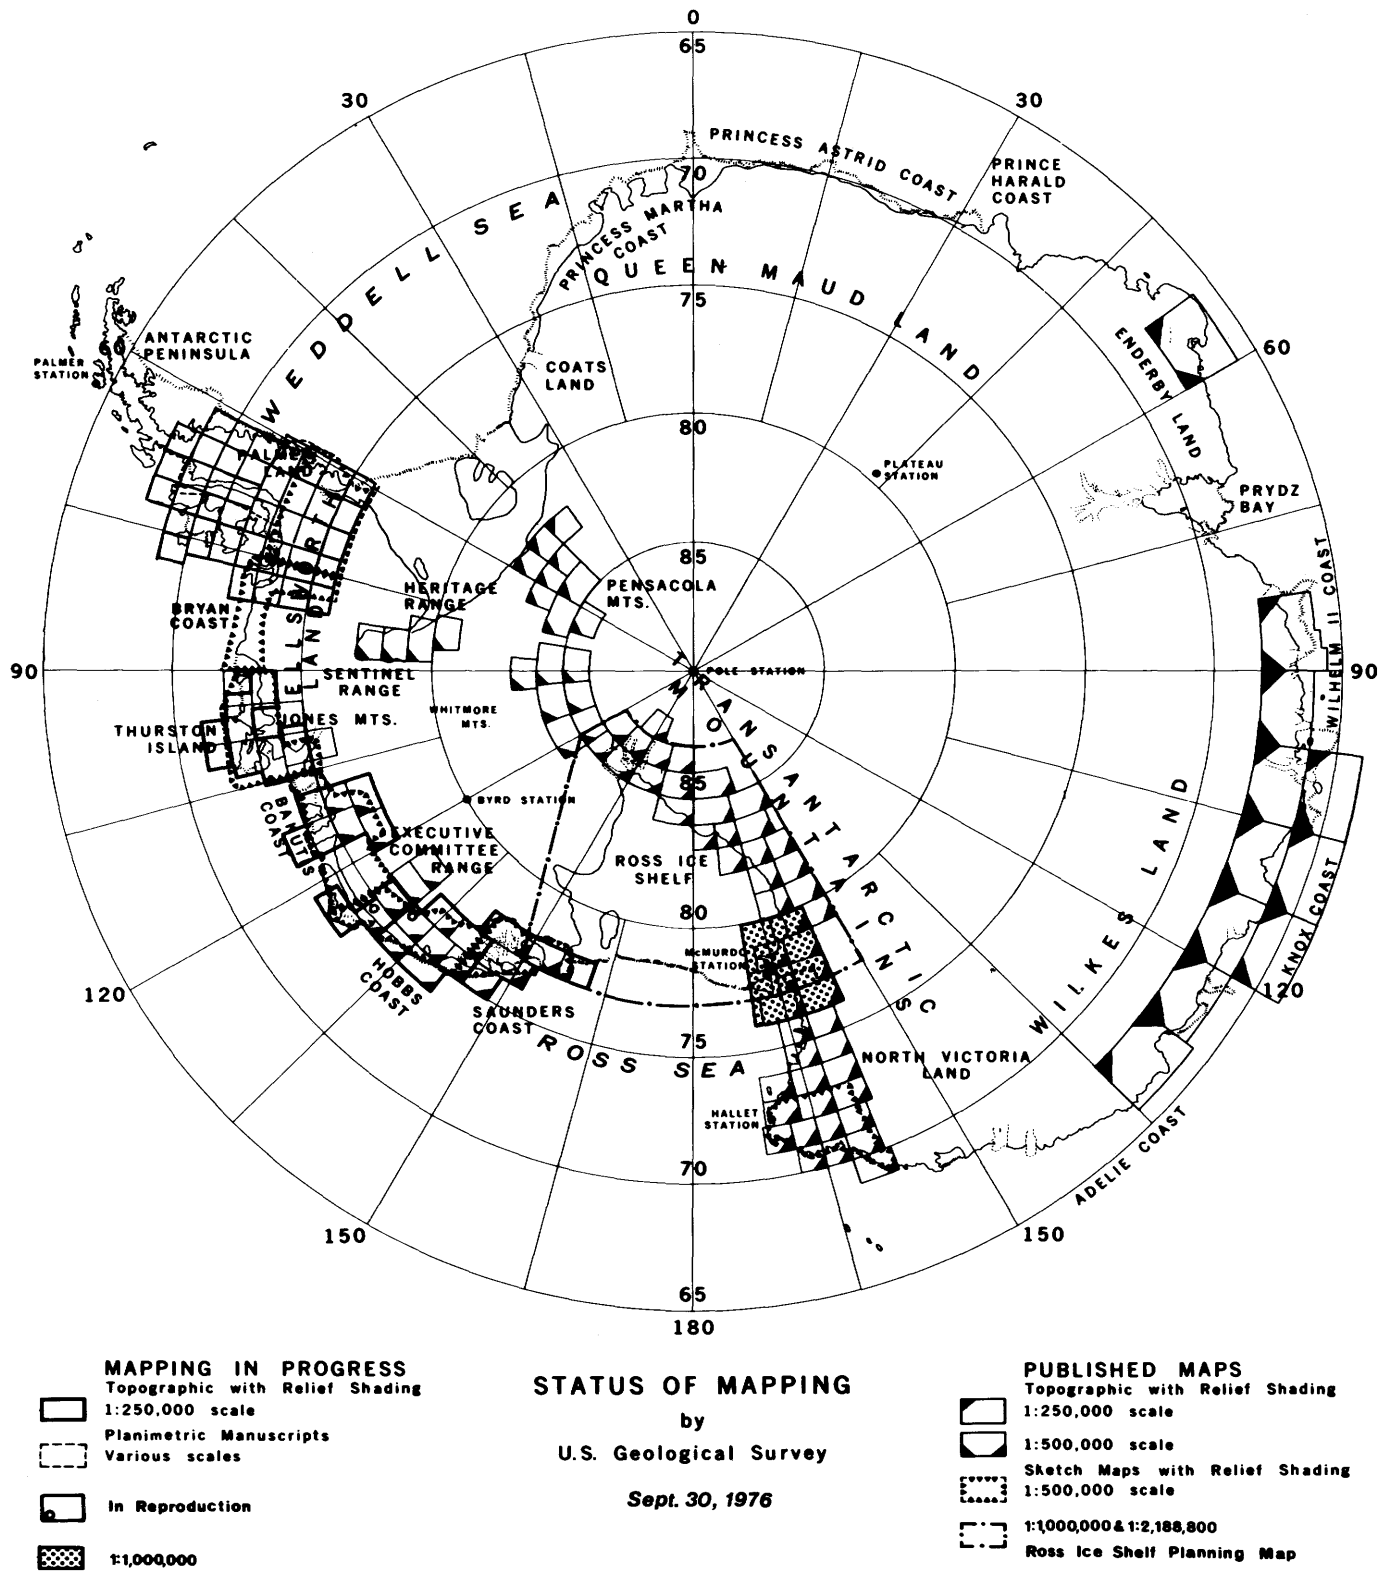 0
65
30
30
PRINCESS ASTRID COAST
PRINCE
HARALD
COAST
70
WEDDELL SEA
PRINCESS MARTHA
COAST
QUEEN MAUD LAND
75
ANTARCTIC
PENINSULA
60
PALMER
STATION
60
ENDERBY LAND
COATS
LAND
80
PALMER
LAND
PLATEAU
STATION
PRYDZ
BAY
85
ELLSWORTH
LAND
HERITAGE
RANGE
PENSACOLA
MTS.
BRYAN
COAST
WILHELM II COAST
90
SENTINEL
RANGE
POLE STATION
90
WHITMORE
MTS.
TRANSANTARCTIC
MOUNTAINS
THURSTON
ISLAND
JONES MTS.
85
BYRD STATION
BAKUTIS
COAST
EXECUTIVE
COMMITTEE
RANGE
ROSS ICE
SHELF
WILKES LAND
KNOX COAST
80
McMURDO
STATION
120
HOBBS
COAST
120
SAUNDERS
COAST
ROSS SEA
75
NORTH VICTORIA
LAND
HALLET
STATION
70
ADELIE COAST
150
150
65
180
MAPPING IN PROGRESS
Topographic with Relief Shading
1:250,000 scale
Planimetric Manuscripts
Various scales
In Reproduction
1:1,000,000
STATUS OF MAPPING
by
U.S. Geological Survey
Sept. 30, 1976
PUBLISHED MAPS
Topographic with Relief Shading
1:250,000 scale
1:500,000 scale
Sketch Maps with Relief Shading
1:500,000 scale
1:1,000,000 & 1:2,188,800
Ross Ice Shelf Planning Map